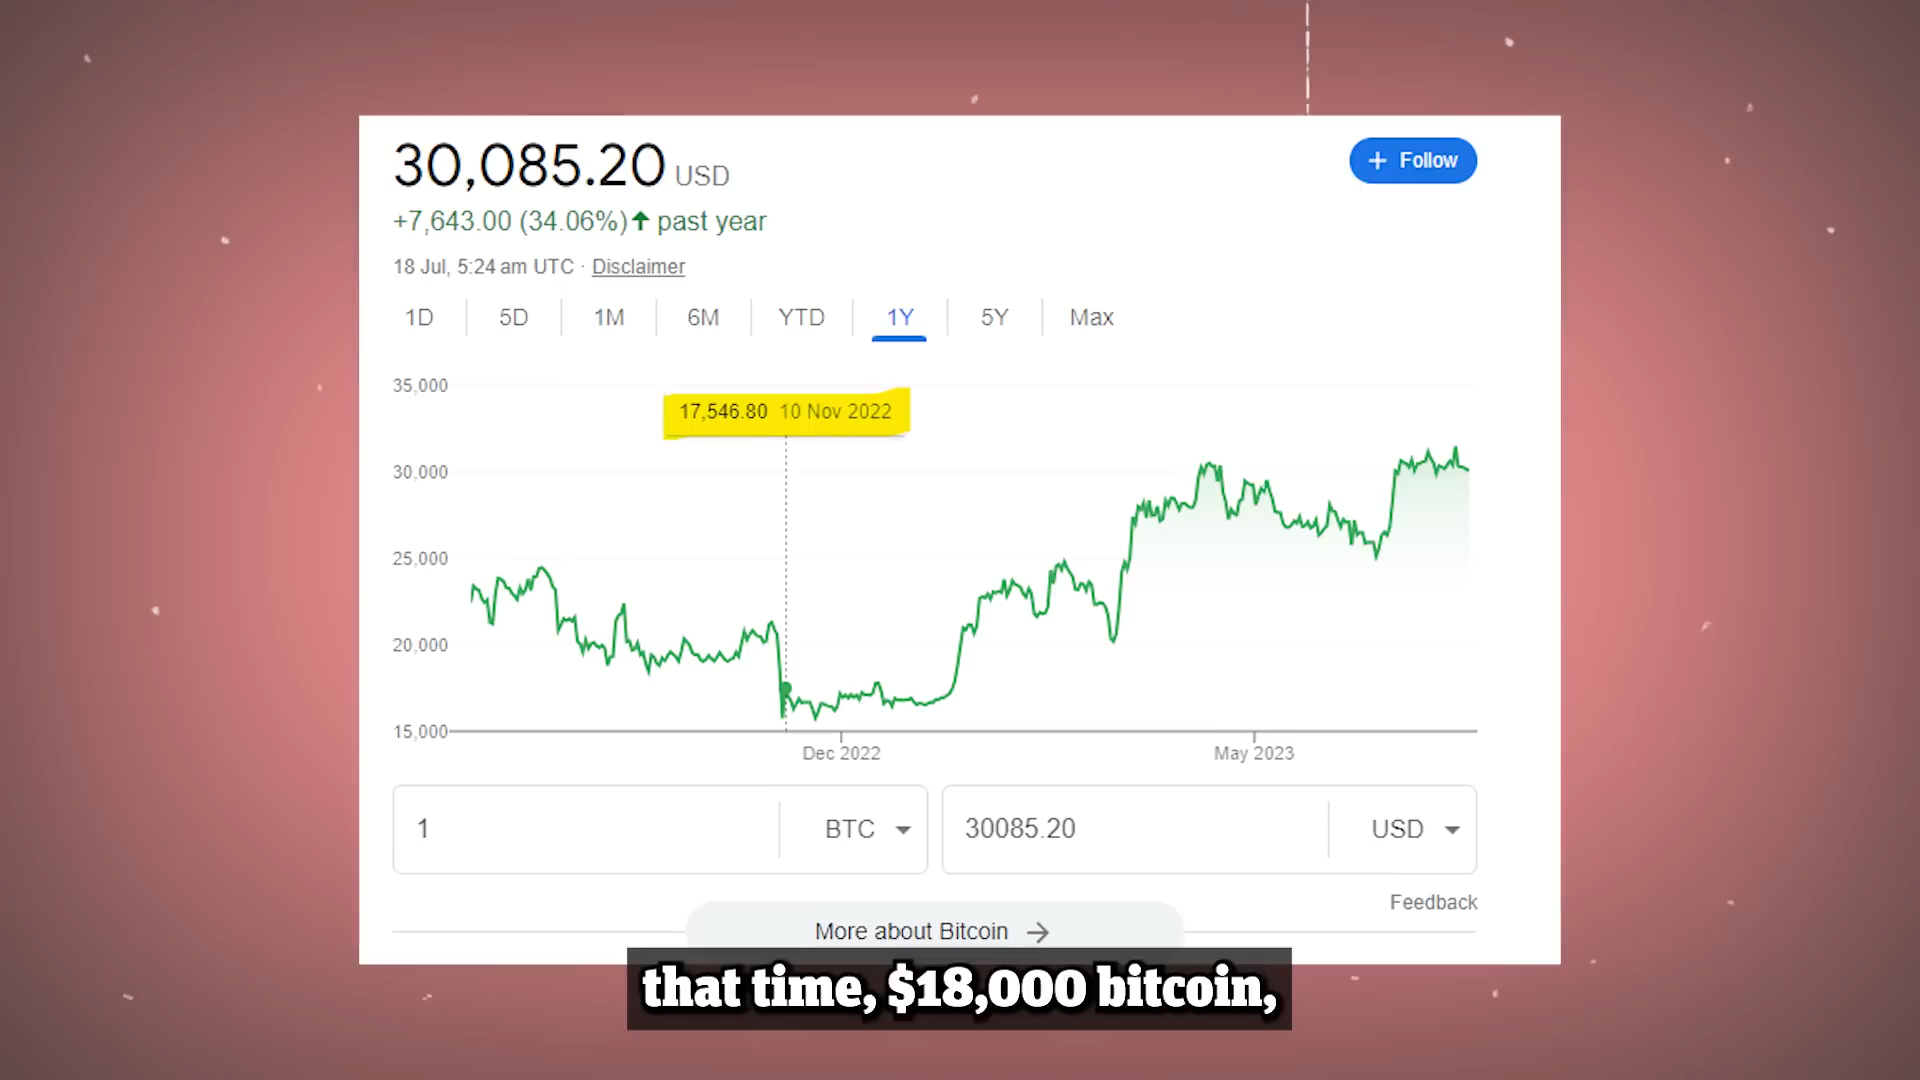 30,085.20 USD
+ Follow
+7,643.00 (34.06%)↑ past year
18 Jul, 5:24 am UTC · Disclaimer
1D 5D 1M 6M YTD 1Y 5Y Max
35,000
17,546.80 10 Nov 2022
30,000
25,000
20,000
15,000
Dec 2022 May 2023
1 BTC 30085.20 USD
Feedback
More about Bitcoin →
that time, $18,000 bitcoin,